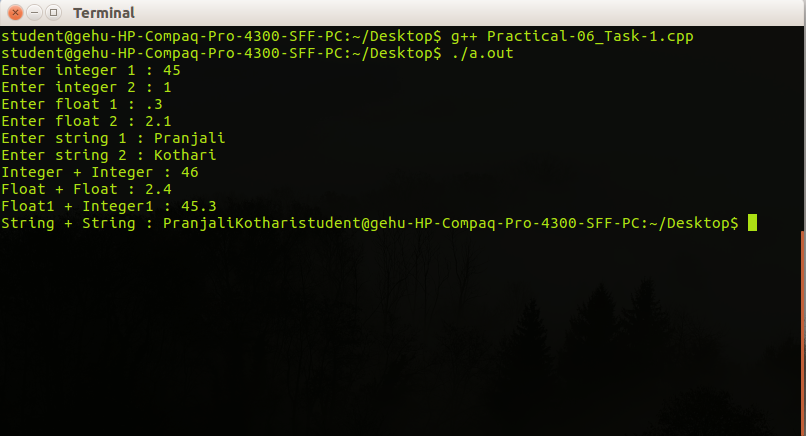 Terminal
student@gehu-HP-Compaq-Pro-4300-SFF-PC:~/Desktop$ g++ Practical-06_Task-1.cpp
student@gehu-HP-Compaq-Pro-4300-SFF-PC:~/Desktop$ ./a.out
Enter integer 1 : 45
Enter integer 2 : 1
Enter float 1 : .3
Enter float 2 : 2.1
Enter string 1 : Pranjali
Enter string 2 : Kothari
Integer + Integer : 46
Float + Float : 2.4
Float1 + Integer1 : 45.3
String + String : PranjaliKotharistudent@gehu-HP-Compaq-Pro-4300-SFF-PC:~/Desktop$